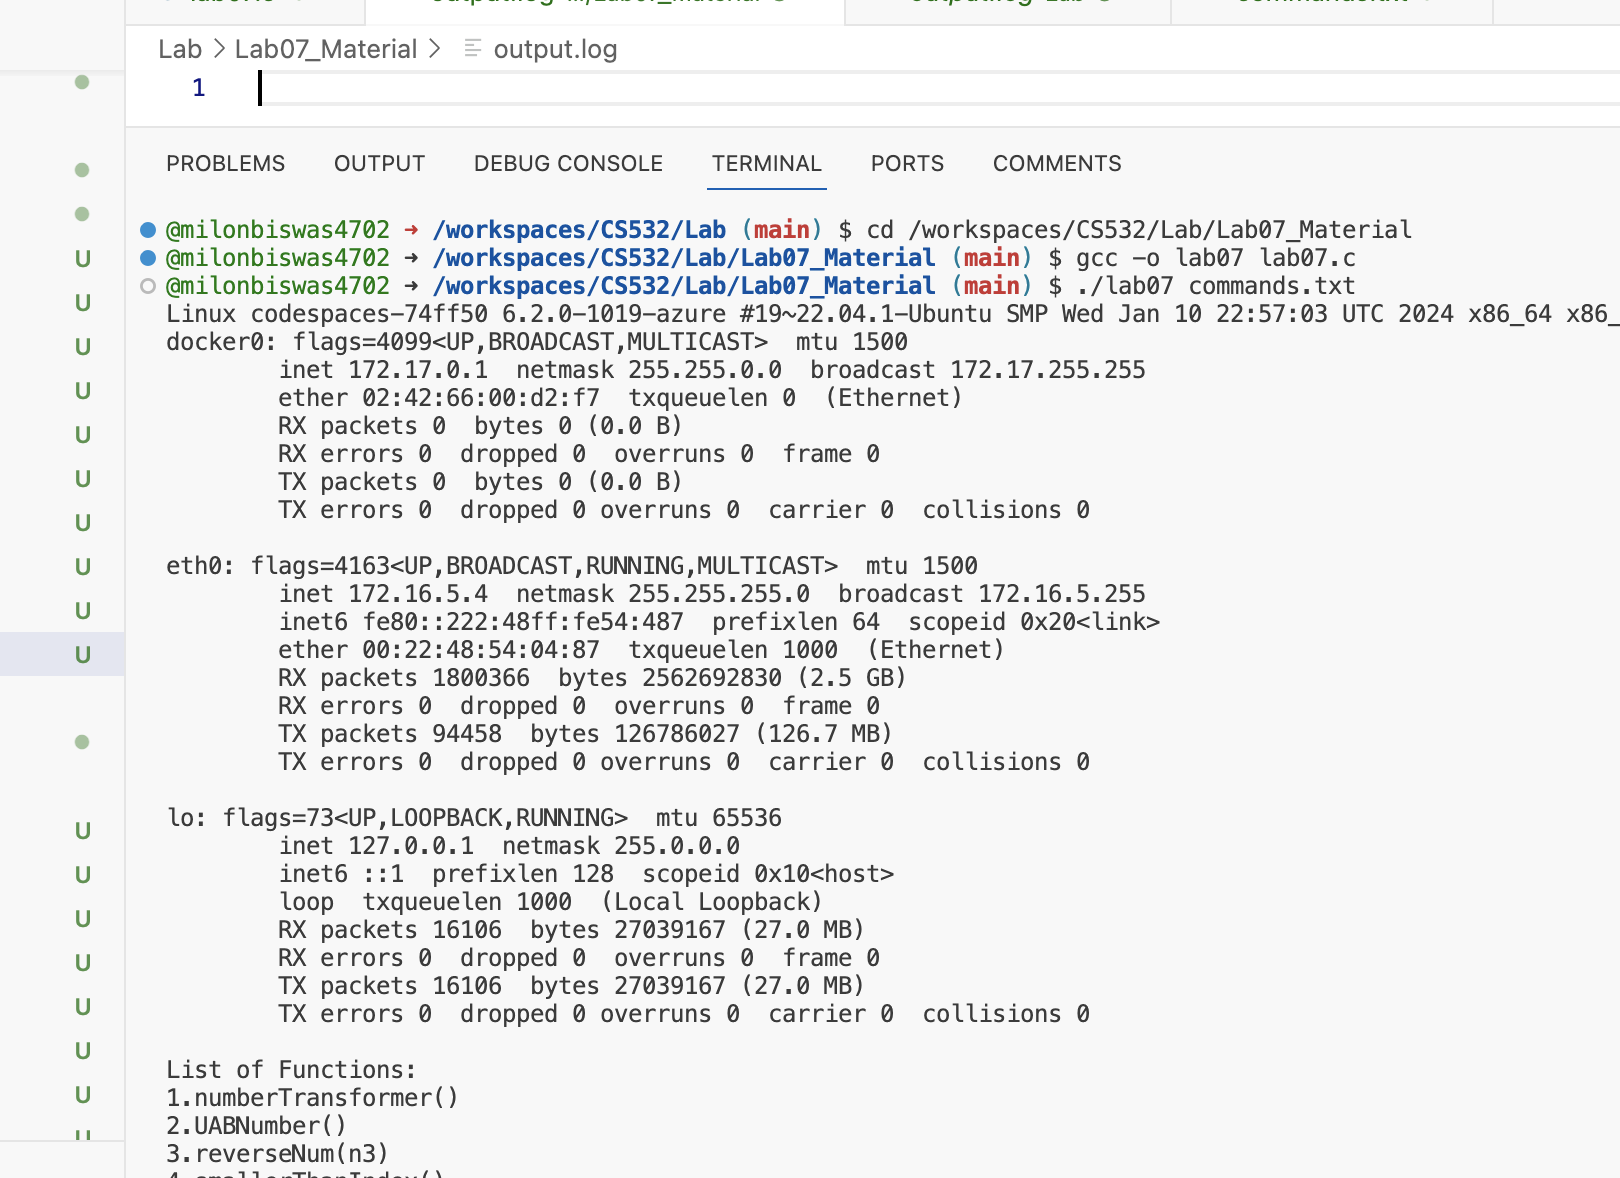 Lab > Lab07_Material > output.log
1
PROBLEMS OUTPUT DEBUG CONSOLE TERMINAL PORTS COMMENTS
@milonbiswas4702 → /workspaces/CS532/Lab (main) $ cd /workspaces/CS532/Lab/Lab07_Material
U @milonbiswas4702 → /workspaces/CS532/Lab/Lab07_Material (main) $ gcc -o lab07 lab07.c
@milonbiswas4702 → /workspaces/CS532/Lab/Lab07_Material (main) $ ./lab07 commands.txt
U Linux codespaces-74ff50 6.2.0-1019-azure #19~22.04.1-Ubuntu SMP Wed Jan 10 22:57:03 UTC 2024 x86_64 x86_
U docker0: flags=4099<UP,BROADCAST,MULTICAST>  mtu 1500
inet 172.17.0.1  netmask 255.255.0.0  broadcast 172.17.255.255
U ether 02:42:66:00:d2:f7  txqueuelen 0  (Ethernet)
U RX packets 0  bytes 0 (0.0 B)
RX errors 0  dropped 0  overruns 0  frame 0
U TX packets 0  bytes 0 (0.0 B)
U TX errors 0  dropped 0 overruns 0  carrier 0  collisions 0
U eth0: flags=4163<UP,BROADCAST,RUNNING,MULTICAST>  mtu 1500
inet 172.16.5.4  netmask 255.255.255.0  broadcast 172.16.5.255
U inet6 fe80::222:48ff:fe54:487  prefixlen 64  scopeid 0x20<link>
U ether 00:22:48:54:04:87  txqueuelen 1000  (Ethernet)
RX packets 1800366  bytes 2562692830 (2.5 GB)
RX errors 0  dropped 0  overruns 0  frame 0
TX packets 94458  bytes 126786027 (126.7 MB)
TX errors 0  dropped 0 overruns 0  carrier 0  collisions 0
U lo: flags=73<UP,LOOPBACK,RUNNING>  mtu 65536
inet 127.0.0.1  netmask 255.0.0.0
U inet6 ::1  prefixlen 128  scopeid 0x10<host>
loop  txqueuelen 1000  (Local Loopback)
U RX packets 16106  bytes 27039167 (27.0 MB)
U RX errors 0  dropped 0  overruns 0  frame 0
TX packets 16106  bytes 27039167 (27.0 MB)
U TX errors 0  dropped 0 overruns 0  carrier 0  collisions 0
U
List of Functions:
U 1.numberTransformer()
2.UABNumber()
U 3.reverseNum(n3)
4.smallerThanIndex()